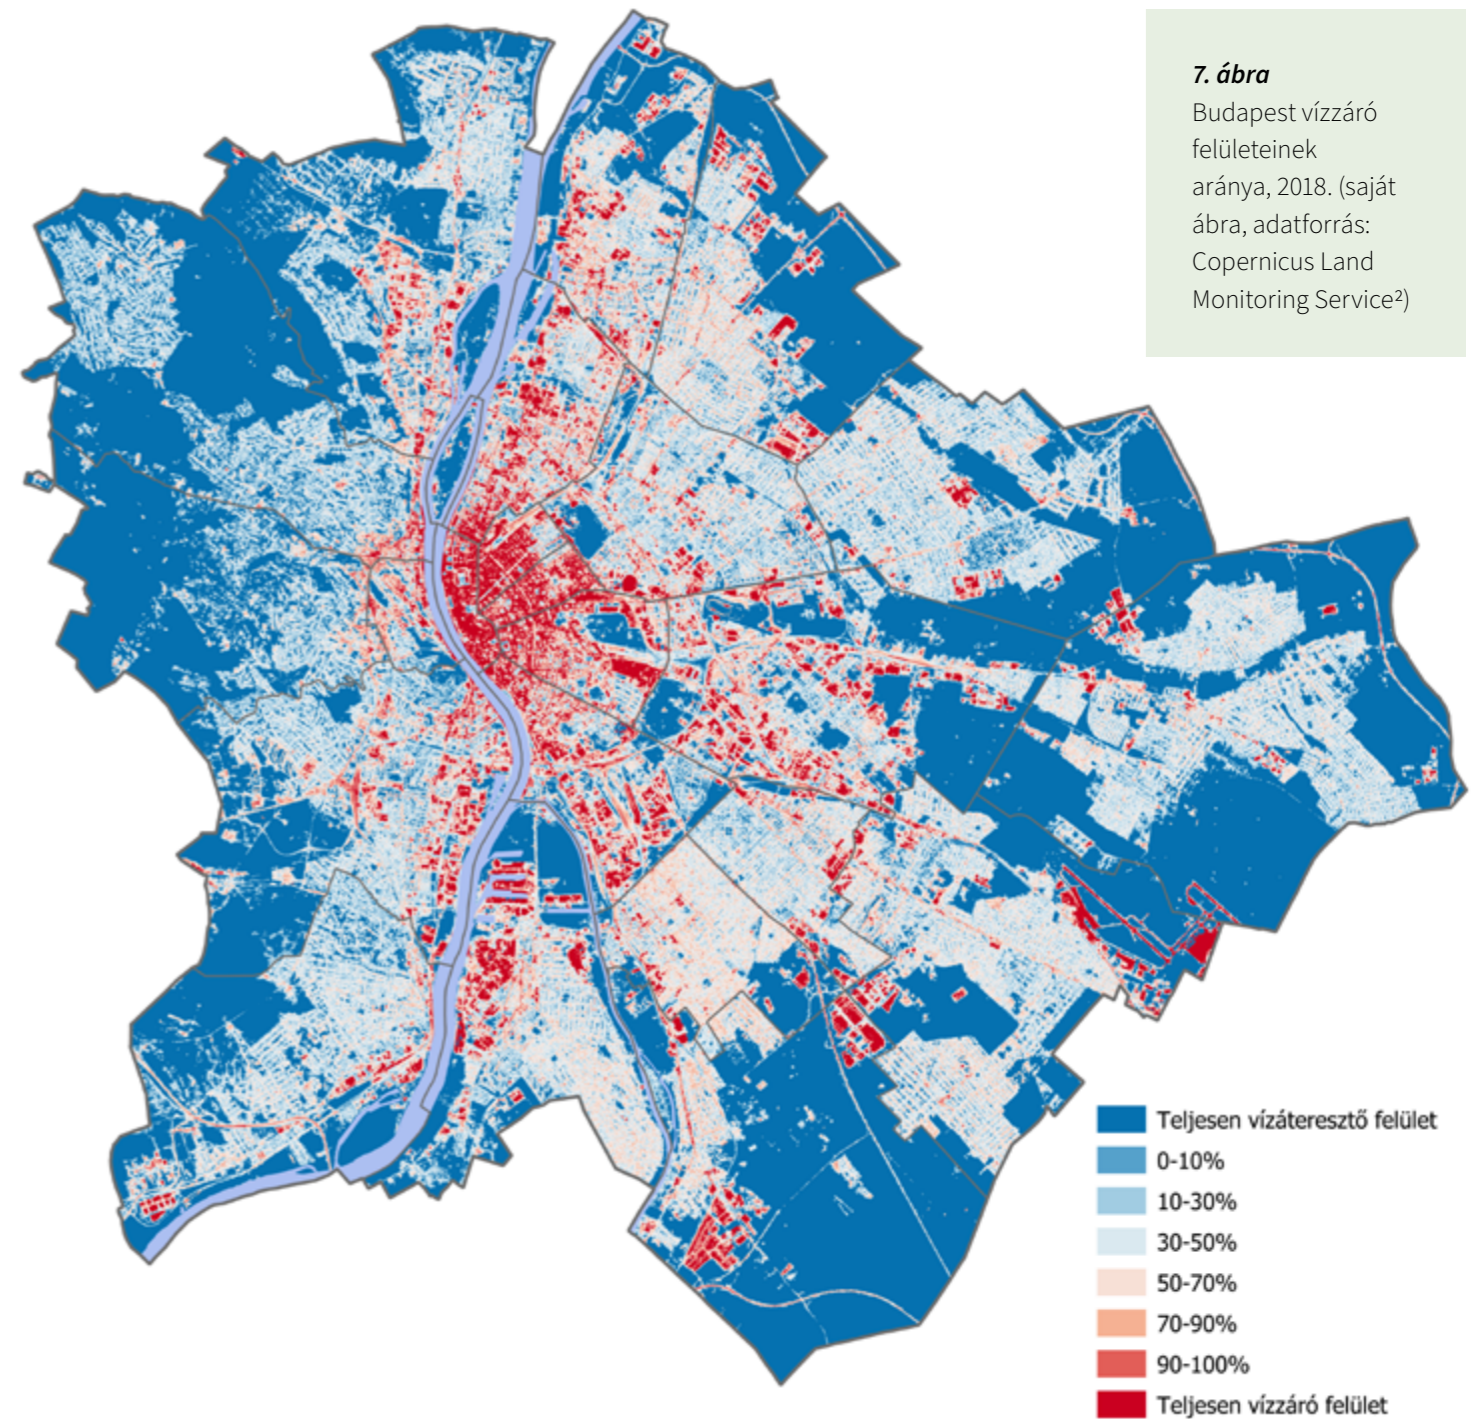 7. ábra
Budapest vízzáró
felületeinek
aránya, 2018. (saját
ábra, adatforrás:
Copernicus Land
Monitoring Service²)
Teljesen vízáteresztő felület
0-10%
10-30%
30-50%
50-70%
70-90%
90-100%
Teljesen vízzáró felület